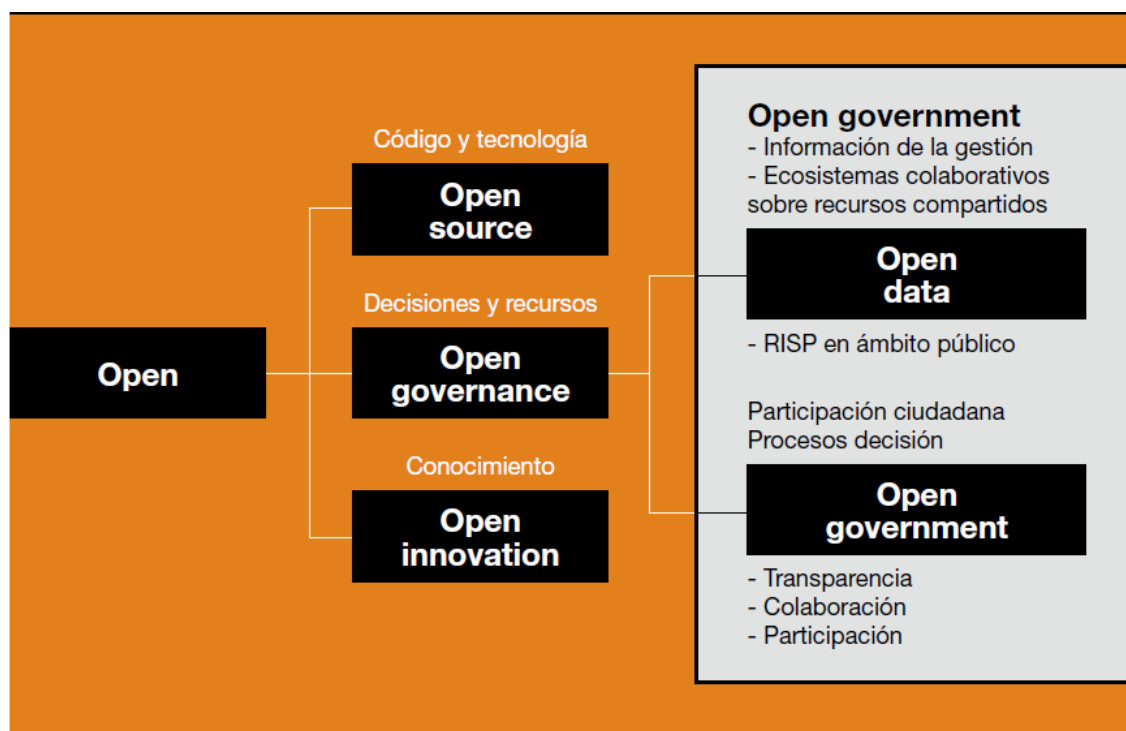 Open
Código y tecnología
Open
source
Decisiones y recursos
Open
governance
Conocimiento
Open
innovation
Open government
- Información de la gestión
- Ecosistemas colaborativos
sobre recursos compartidos
Open
data
- RISP en ámbito público
Participación ciudadana
Procesos decisión
Open
government
- Transparencia
- Colaboración
- Participación